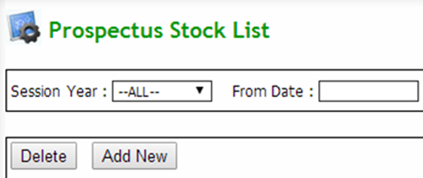 Prospectus Stock List
Session Year : --ALL-- From Date :
Delete Add New